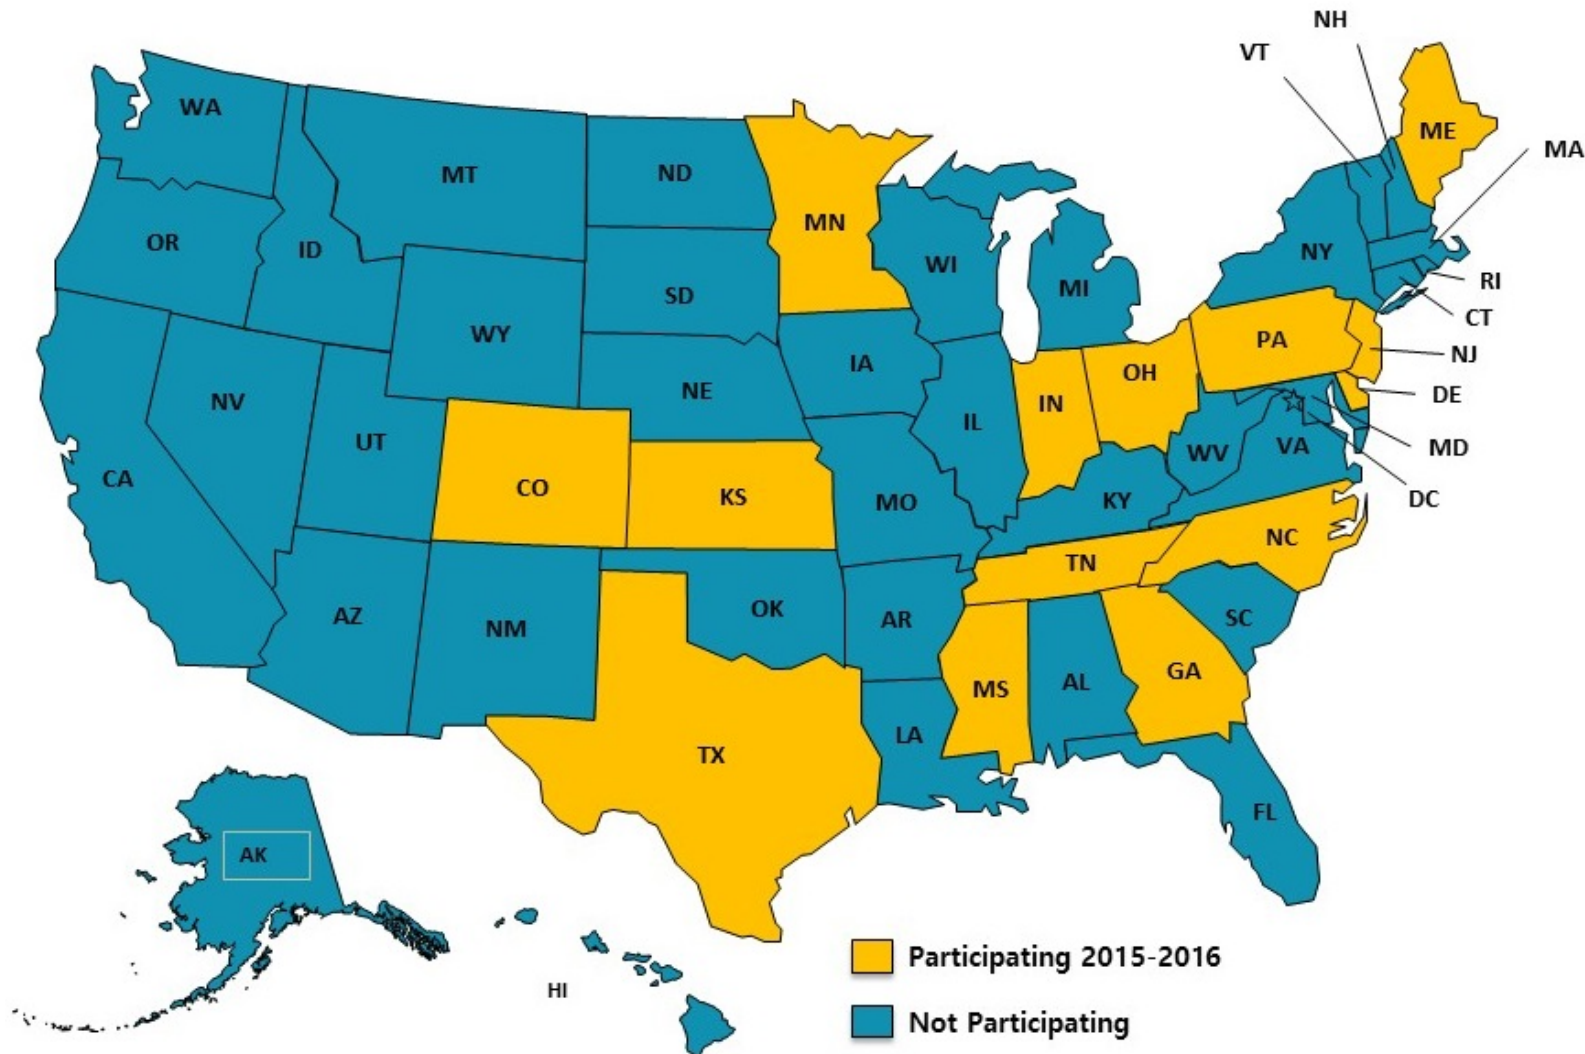 NH
VT
WA
ME
MT
ND
MA
MN
OR
ID
NY
WI
RI
MI
SD
CT
WY
PA
NJ
IA
OH
NE
DE
NV
IN
IL
UT
MD
WV
VA
CA
CO
KS
DC
MO
KY
NC
TN
OK
AZ
AR
SC
NM
GA
MS
AL
LA
TX
FL
AK
Participating 2015-2016
HI
Not Participating